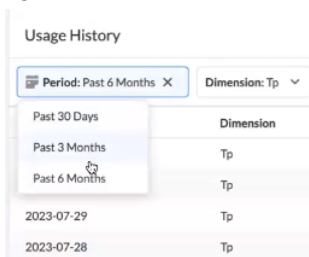 Usage History
Period: Past 6 Months × Dimension: Tp
Past 30 Days Dimension
Past 3 Months Tp
Past 6 Months Tp
2023-07-29 Tp
2023-07-28 Tp